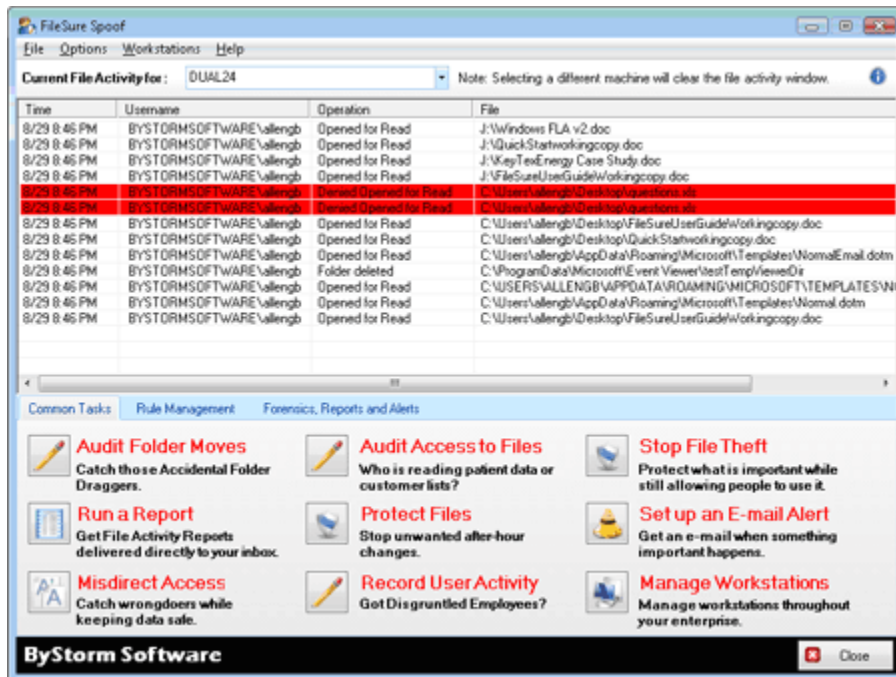 FileSure Spoof
File Options Workstations Help
Current File Activity for: DUAL24 Note: Selecting a different machine will clear the file activity window.
Time Username Operation File
8/29 8:46 PM BYSTORMSOFTWARE\allengb Opened for Read J:\Windows FLA v2.doc
8/29 8:46 PM BYSTORMSOFTWARE\allengb Opened for Read J:\QuickStartworkingcopy.doc
8/29 8:46 PM BYSTORMSOFTWARE\allengb Opened for Read J:\KeyTexEnergy Case Study.doc
8/29 8:46 PM BYSTORMSOFTWARE\allengb Opened for Read J:\FileSureUserGuideWorkingcopy.doc
8/29 8:46 PM BYSTORMSOFTWARE\allengb Denied Opened for Read C:\Users\allengb\Desktop\questions.xls
8/29 8:46 PM BYSTORMSOFTWARE\allengb Denied Opened for Read C:\Users\allengb\Desktop\questions.xls
8/29 8:46 PM BYSTORMSOFTWARE\allengb Opened for Read C:\Users\allengb\Desktop\FileSureUserGuideWorkingcopy.doc
8/29 8:46 PM BYSTORMSOFTWARE\allengb Opened for Read C:\Users\allengb\Desktop\QuickStartworkingcopy.doc
8/29 8:46 PM BYSTORMSOFTWARE\allengb Opened for Read C:\Users\allengb\AppData\Roaming\Microsoft\Templates\NormalEmail.dotm
8/29 8:46 PM BYSTORMSOFTWARE\allengb Folder deleted C:\ProgramData\Microsoft\Event Viewer\testTempViewerDir
8/29 8:46 PM BYSTORMSOFTWARE\allengb Opened for Read C:\USERS\ALLENGB\APPDATA\ROAMING\MICROSOFT\TEMPLATES\NO
8/29 8:46 PM BYSTORMSOFTWARE\allengb Opened for Read C:\Users\allengb\AppData\Roaming\Microsoft\Templates\Normal.dotm
8/29 8:46 PM BYSTORMSOFTWARE\allengb Opened for Read C:\Users\allengb\Desktop\FileSureUserGuideWorkingcopy.doc
Common Tasks Rule Management Forensics, Reports and Alerts
Audit Folder Moves
Catch those Accidental Folder
Draggers.
Audit Access to Files
Who is reading patient data or
customer lists?
Stop File Theft
Protect what is important while
still allowing people to use it.
Run a Report
Get File Activity Reports
delivered directly to your inbox.
Protect Files
Stop unwanted after-hour
changes.
Set up an E-mail Alert
Get an e-mail when something
important happens.
Misdirect Access
Catch wrongdoers while
keeping data safe.
Record User Activity
Got Disgruntled Employees?
Manage Workstations
Manage workstations throughout
your enterprise.
ByStorm Software
Close